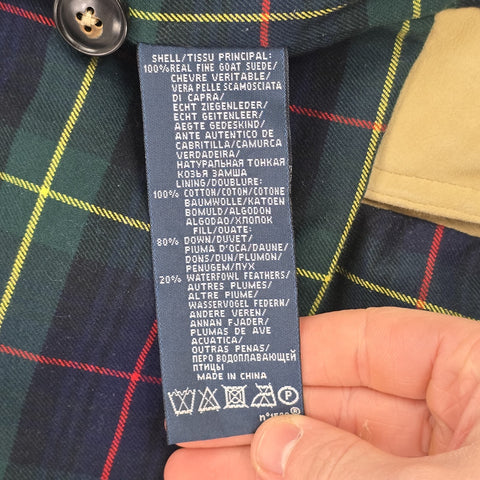 SHELL/TISSU PRINCIPAL:
100% REAL FINE GOAT SUEDE/
CHEVRE VERITABLE/
VERA PELLE SCAMOSCIATA
DI CAPRA/
ECHT ZIEGENLEDER/
ECHT GEITENLEER/
AEGTE GEDESKIND/
ANTE AUTENTICO DE
CABRITILLA/CAMURCA
VERDADEIRA/
НАТУРАЛЬНАЯ ТОНКАЯ
КОЗЬЯ ЗАМША
LINING/DOUBLURE:
100% COTTON/COTON/COTONE
BAUMWOLLE/KATOEN
BOMULD/ALGODON
ALGODAO/ХЛОПОК
FILL/OUATE:
80% DOWN/DUVET/
PIUMA D'OCA/DAUNE/
DONS/DUN/PLUMON/
PENUGEM/ПУХ
20% WATERFOWL FEATHERS/
AUTRES PLUMES/
ALTRE PIUME/
WASSERVOGEL FEDERN/
ANDERE VEREN/
ANNAN FJADER/
PLUMAS DE AVE
ACUATICA/
OUTRAS PENAS/
ПЕРО ВОДОПЛАВАЮЩЕЙ
ПТИЦЫ
MADE IN CHINA
P